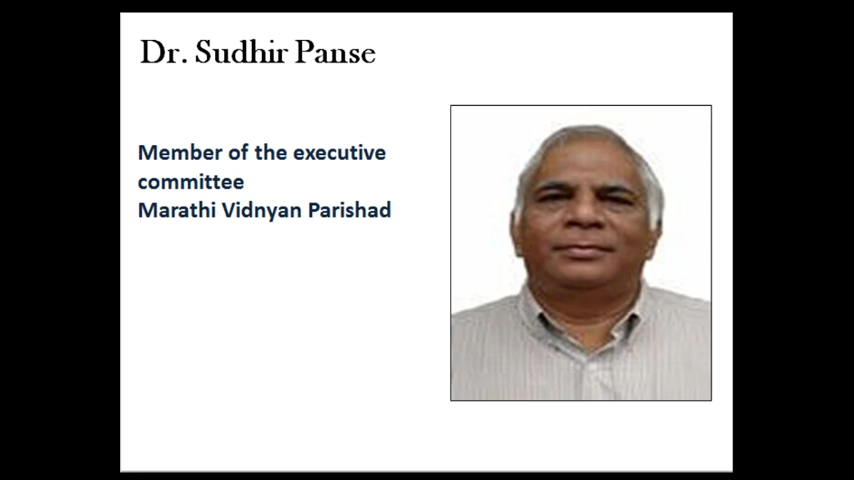 Dr. Sudhir Panse
Member of the executive
committee
Marathi Vidnyan Parishad